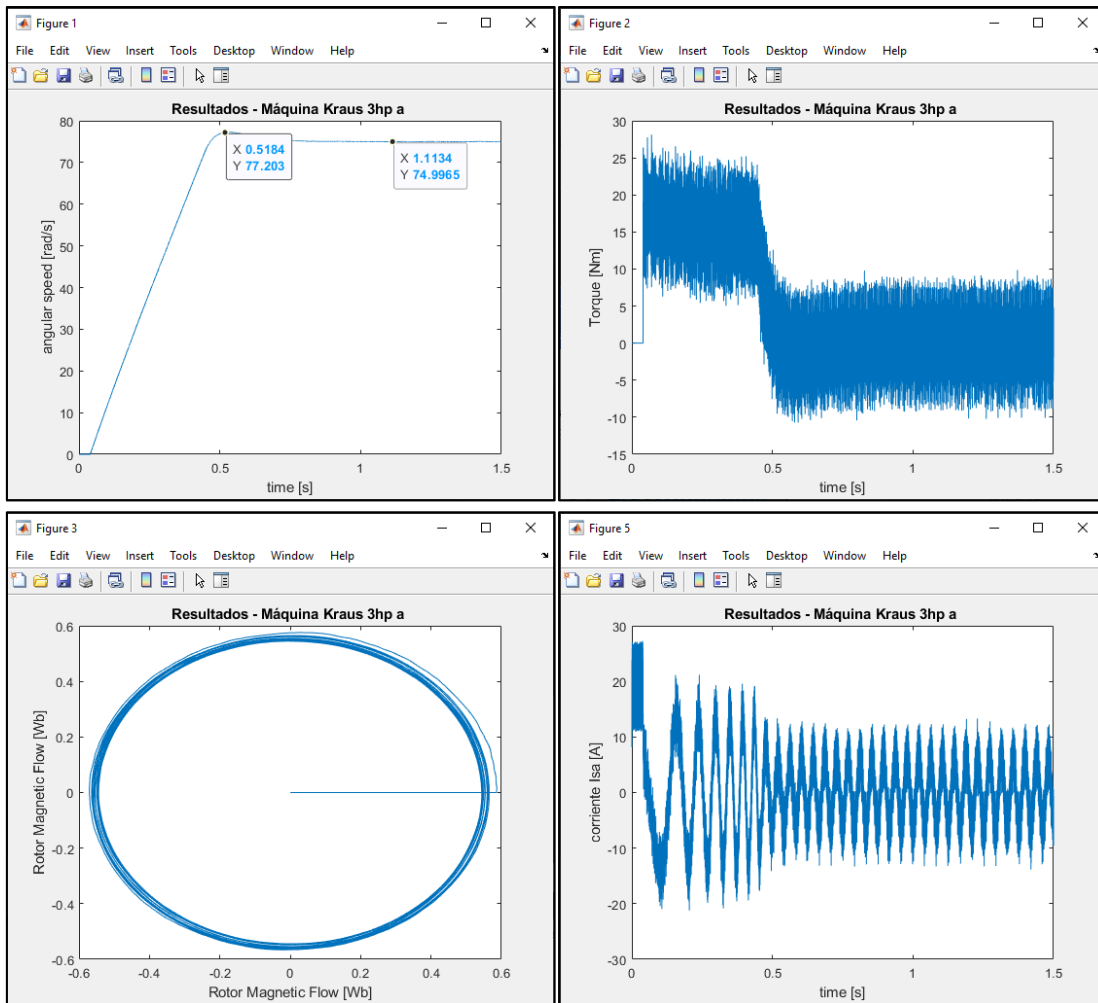 Figure 1
File Edit View Insert Tools Desktop Window Help
Resultados - Máquina Kraus 3hp a
80
70
60
50
40
30
20
10
0
angular speed [rad/s]
X 0.5184
Y 77.203
X 1.1134
Y 74.9965
0 0.5 1 1.5
time [s]
Figure 2
File Edit View Insert Tools Desktop Window Help
Resultados - Máquina Kraus 3hp a
30
25
20
15
10
5
0
-5
-10
-15
Torque [Nm]
0 0.5 1 1.5
time [s]
Figure 3
File Edit View Insert Tools Desktop Window Help
Resultados - Máquina Kraus 3hp a
0.6
0.4
0.2
0
-0.2
-0.4
-0.6
Rotor Magnetic Flow [Wb]
-0.6 -0.4 -0.2 0 0.2 0.4 0.6
Rotor Magnetic Flow [Wb]
Figure 5
File Edit View Insert Tools Desktop Window Help
Resultados - Máquina Kraus 3hp a
30
20
10
0
-10
-20
-30
corriente Isa [A]
0 0.5 1 1.5
time [s]